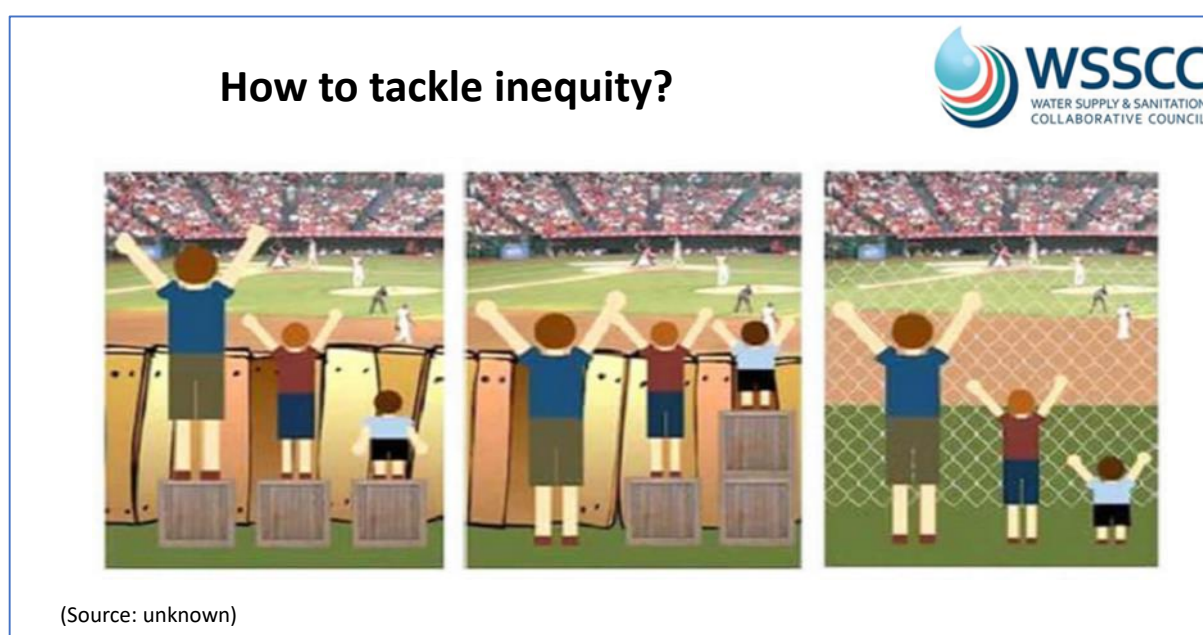 How to tackle inequity?
WSSCC
WATER SUPPLY & SANITATION
COLLABORATIVE COUNCIL
(Source: unknown)